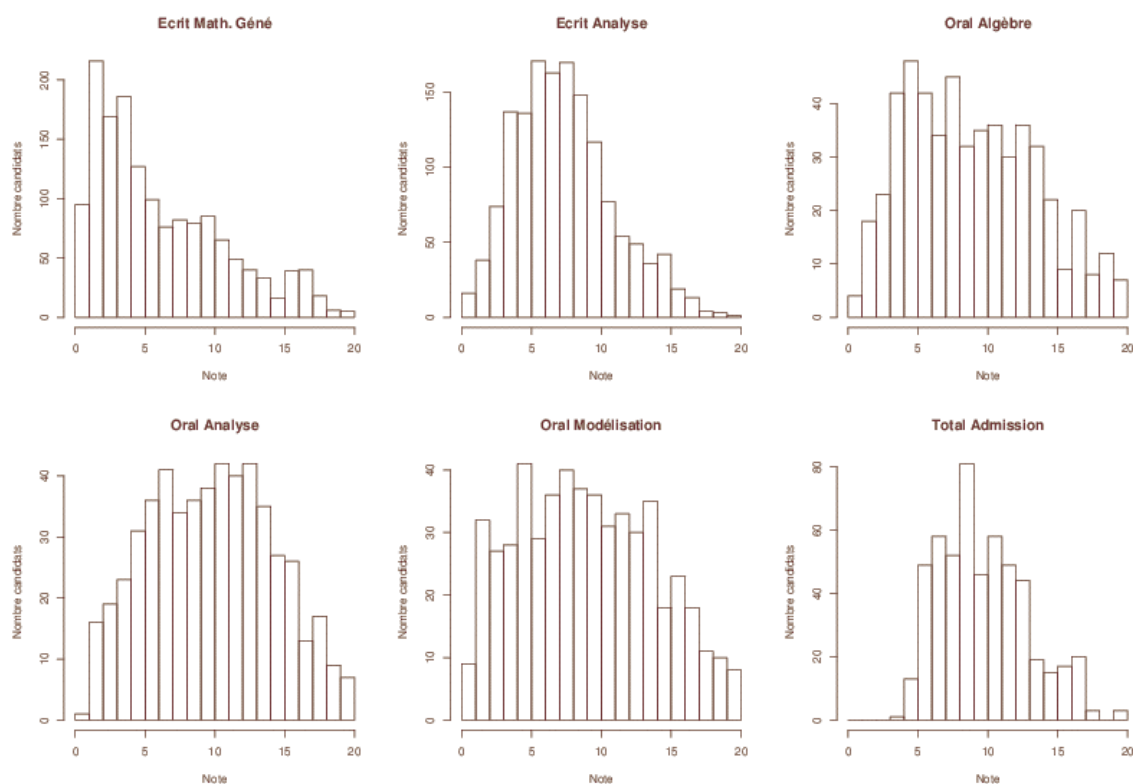 Ecrit Math. Géné
Nombre candidats
0 50 100 150 200
0 5 10 15 20
Note
Ecrit Analyse
Nombre candidats
0 50 100 150
0 5 10 15 20
Note
Oral Algèbre
Nombre candidats
0 10 20 30 40
0 5 10 15 20
Note
Oral Analyse
Nombre candidats
0 10 20 30 40
0 5 10 15 20
Note
Oral Modélisation
Nombre candidats
0 10 20 30 40
0 5 10 15 20
Note
Total Admission
Nombre candidats
0 20 40 60 80
0 5 10 15 20
Note